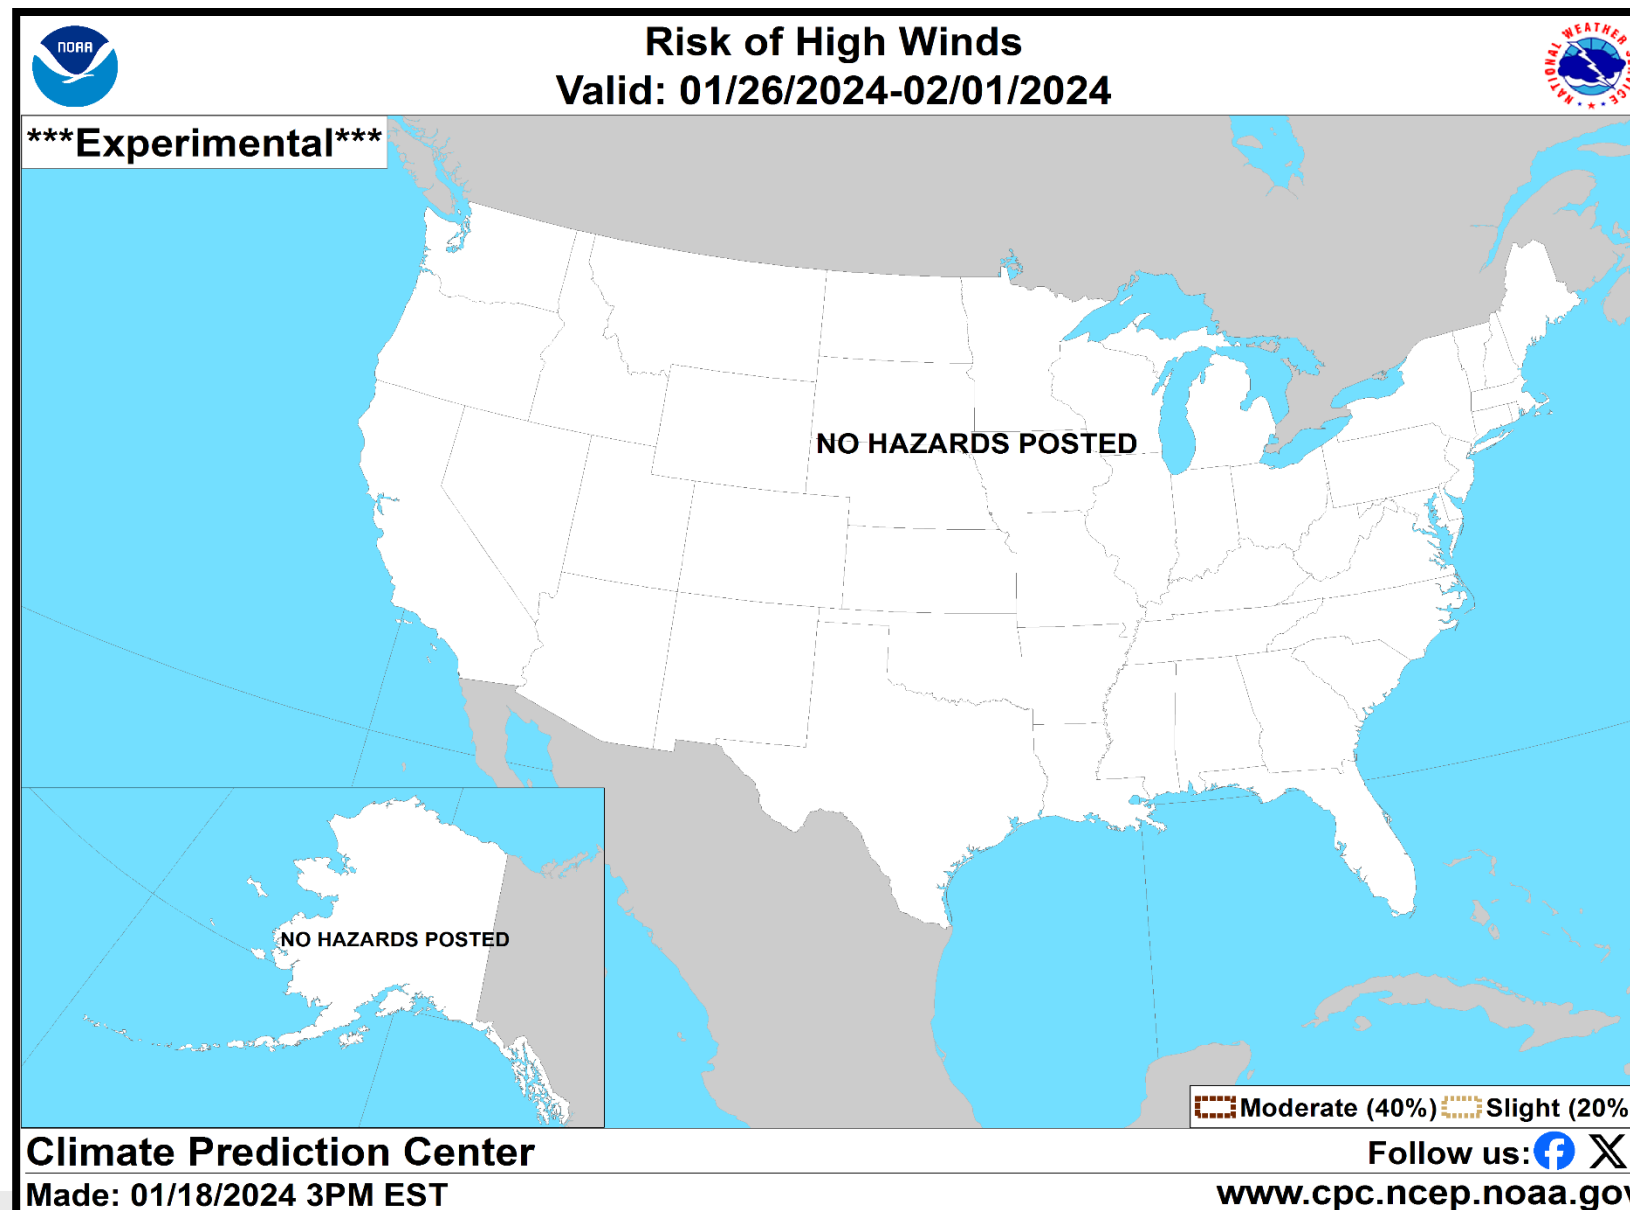 NOAA
Risk of High Winds
Valid: 01/26/2024-02/01/2024
NATIONAL WEATHER
***Experimental***
NO HAZARDS POSTED
NO HAZARDS POSTED
Moderate (40%) Slight (20%
Climate Prediction Center
Follow us:
Made: 01/18/2024 3PM EST
www.cpc.ncep.noaa.gov